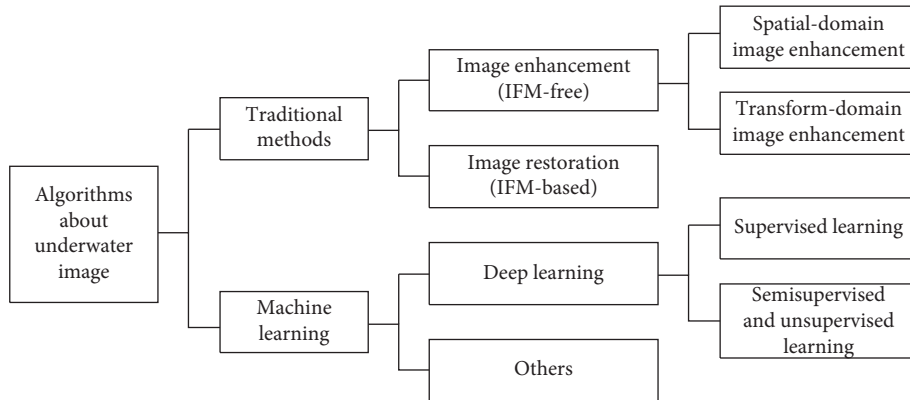 Algorithms
about
underwater
image
Traditional
methods
Machine
learning
Image enhancement
(IFM-free)
Image restoration
(IFM-based)
Deep learning
Others
Spatial-domain
image enhancement
Transform-domain
image enhancement
Supervised learning
Semisupervised
and unsupervised
learning